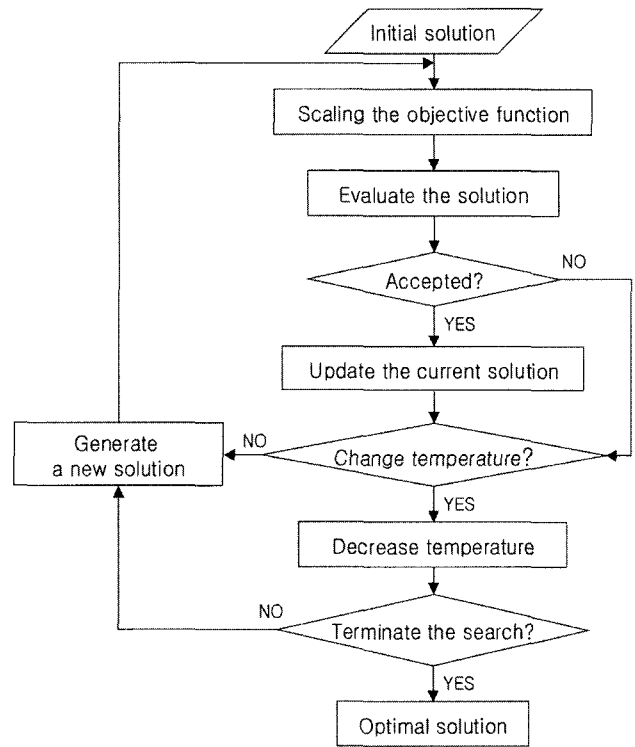 Initial solution
Scaling the objective function
Evaluate the solution
Accepted?
NO
YES
Update the current solution
Generate
a new solution
NO
Change temperature?
YES
Decrease temperature
NO
Terminate the search?
YES
Optimal solution